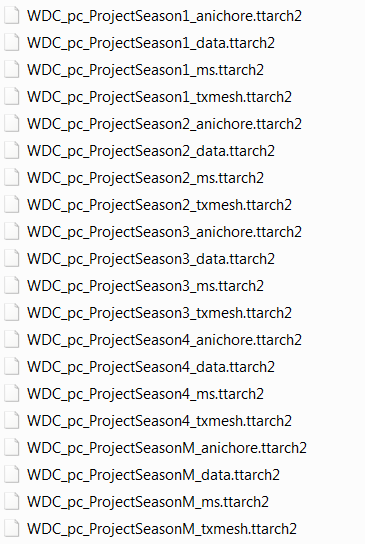 WDC_pc_ProjectSeason1_anichore.ttarch2
WDC_pc_ProjectSeason1_data.ttarch2
WDC_pc_ProjectSeason1_ms.ttarch2
WDC_pc_ProjectSeason1_txmesh.ttarch2
WDC_pc_ProjectSeason2_anichore.ttarch2
WDC_pc_ProjectSeason2_data.ttarch2
WDC_pc_ProjectSeason2_ms.ttarch2
WDC_pc_ProjectSeason2_txmesh.ttarch2
WDC_pc_ProjectSeason3_anichore.ttarch2
WDC_pc_ProjectSeason3_data.ttarch2
WDC_pc_ProjectSeason3_ms.ttarch2
WDC_pc_ProjectSeason3_txmesh.ttarch2
WDC_pc_ProjectSeason4_anichore.ttarch2
WDC_pc_ProjectSeason4_data.ttarch2
WDC_pc_ProjectSeason4_ms.ttarch2
WDC_pc_ProjectSeason4_txmesh.ttarch2
WDC_pc_ProjectSeasonM_anichore.ttarch2
WDC_pc_ProjectSeasonM_data.ttarch2
WDC_pc_ProjectSeasonM_ms.ttarch2
WDC_pc_ProjectSeasonM_txmesh.ttarch2